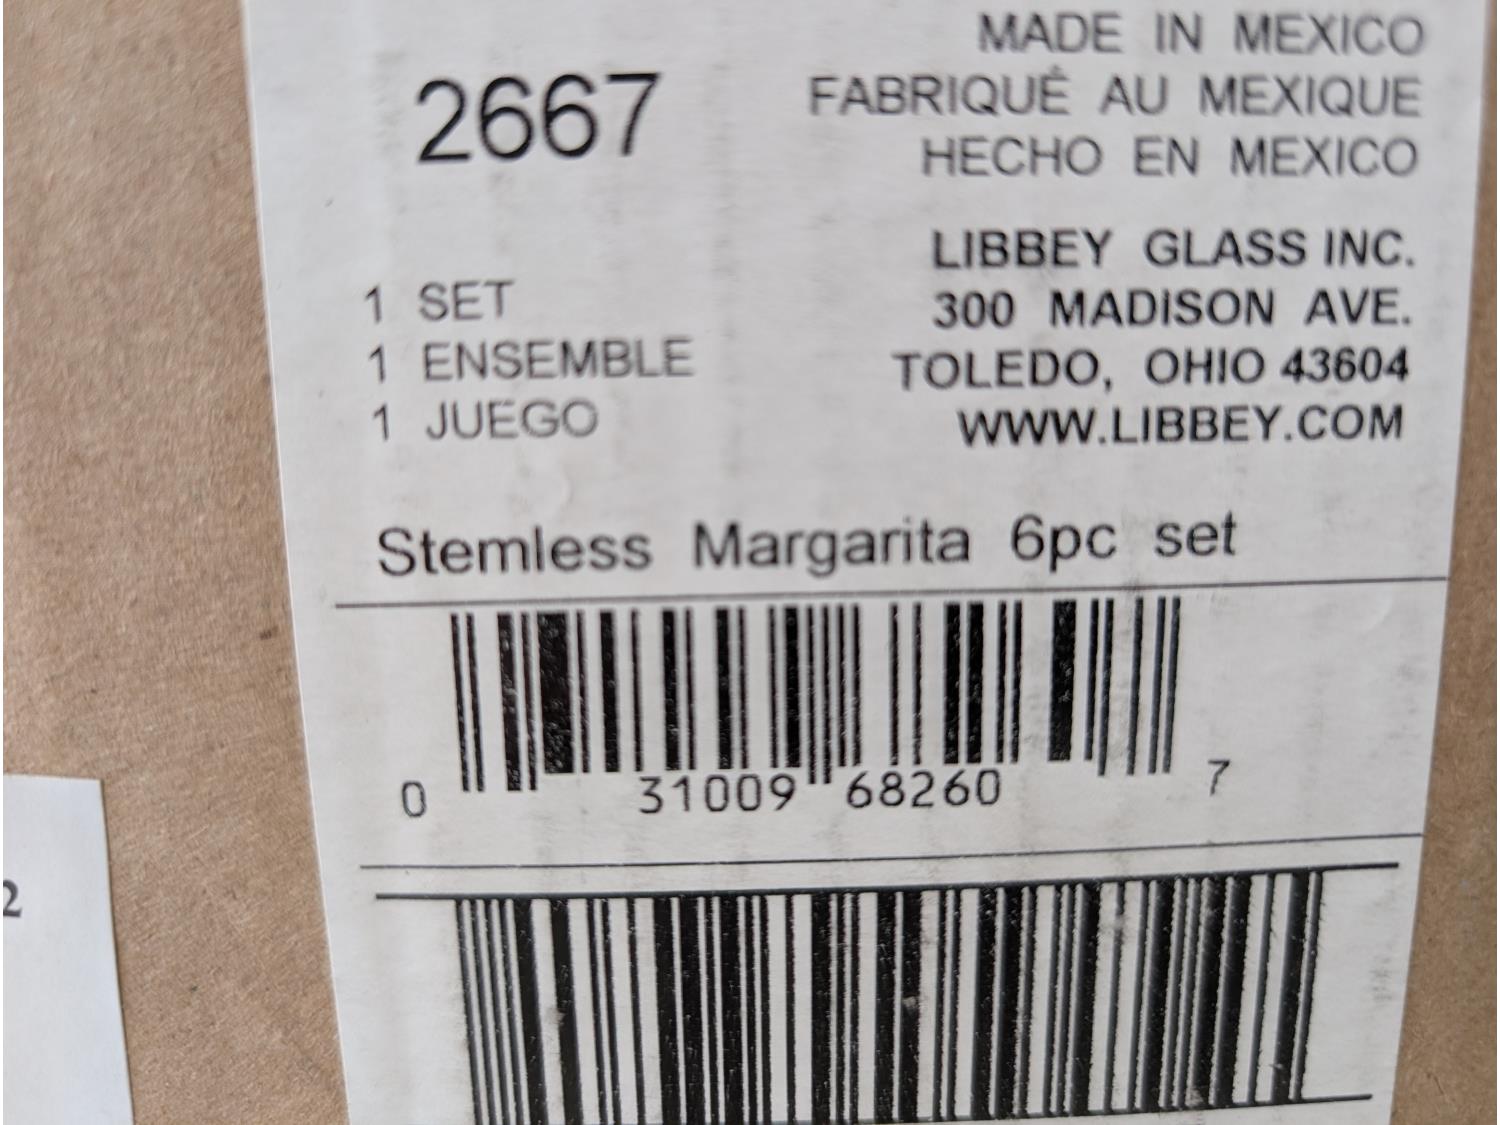 2667
MADE IN MEXICO
FABRIQUÉ AU MEXIQUE
HECHO EN MEXICO
LIBBEY GLASS INC.
300 MADISON AVE.
TOLEDO, OHIO 43604
WWW.LIBBEY.COM
1 SET
1 ENSEMBLE
1 JUEGO
Stemless Margarita 6pc set
0 31009 68260 7
2